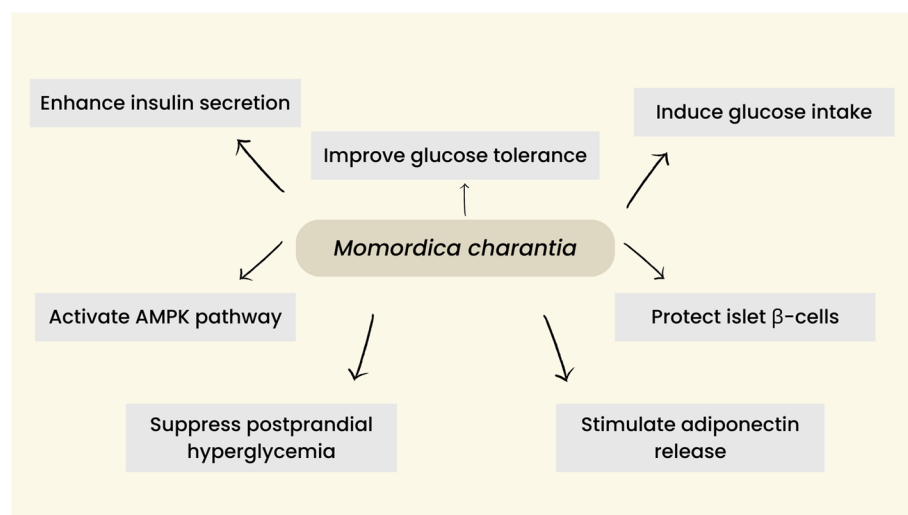 Enhance insulin secretion
Induce glucose intake
Improve glucose tolerance
Momordica charantia
Activate AMPK pathway
Protect islet β-cells
Suppress postprandial
hyperglycemia
Stimulate adiponectin
release